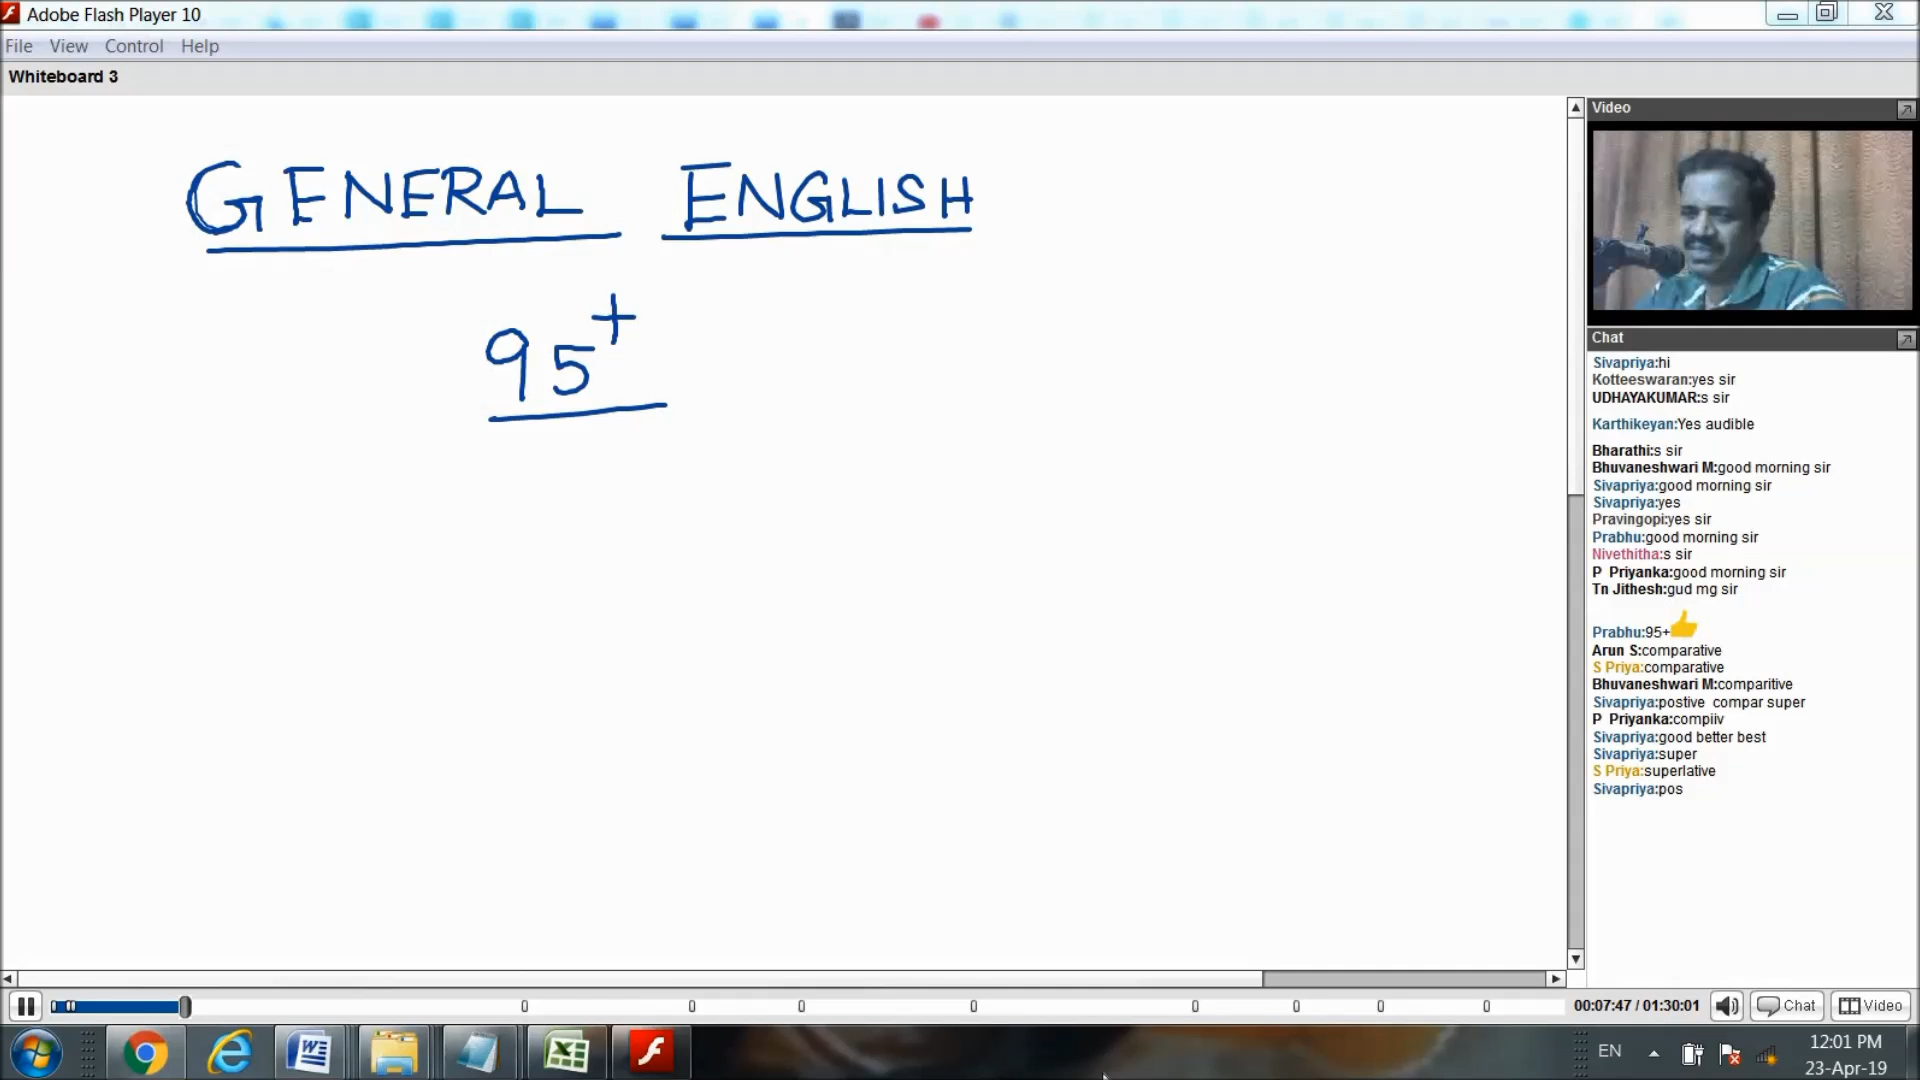 Adobe Flash Player 10
File View Control Help
Whiteboard 3
GENERAL ENGLISH
95+
Video
Chat
Sivapriya:hi
Kotteeswaran:yes sir
UDHAYAKUMAR:s sir
Karthikeyan:Yes audible
Bharathi:s sir
Bhuvaneshwari M:good morning sir
Sivapriya:good morning sir
Sivapriya:yes
Pravingopi:yes sir
Prabhu:good morning sir
Nivethitha:s sir
P Priyanka:good morning sir
Tn Jithesh:gud mg sir
Prabhu:95+
Arun S:comparative
S Priya:comparative
Bhuvaneshwari M:comparitive
Sivapriya:postive compar super
P Priyanka:compiiv
Sivapriya:good better best
Sivapriya:super
S Priya:superlative
Sivapriya:pos
00:07:47 / 01:30:01 Chat Video
EN 12:01 PM
23-Apr-19